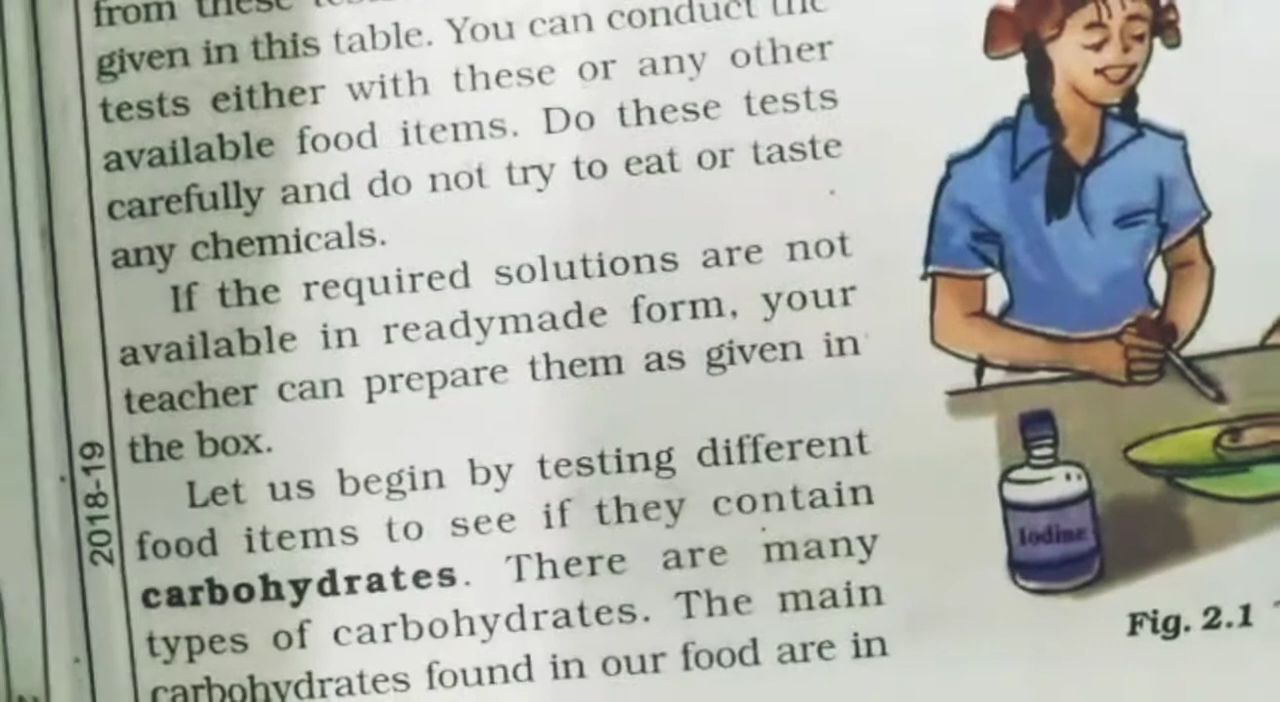 from these
given in this table. You can conduct the
tests either with these or any other
available food items. Do these tests
carefully and do not try to eat or taste
any chemicals.
If the required solutions are not
available in readymade form, your
teacher can prepare them as given in
the box.
Let us begin by testing different
food items to see if they contain
carbohydrates. There are many
types of carbohydrates. The main
carbohydrates found in our food are in
2018-19
Iodine
Fig. 2.1